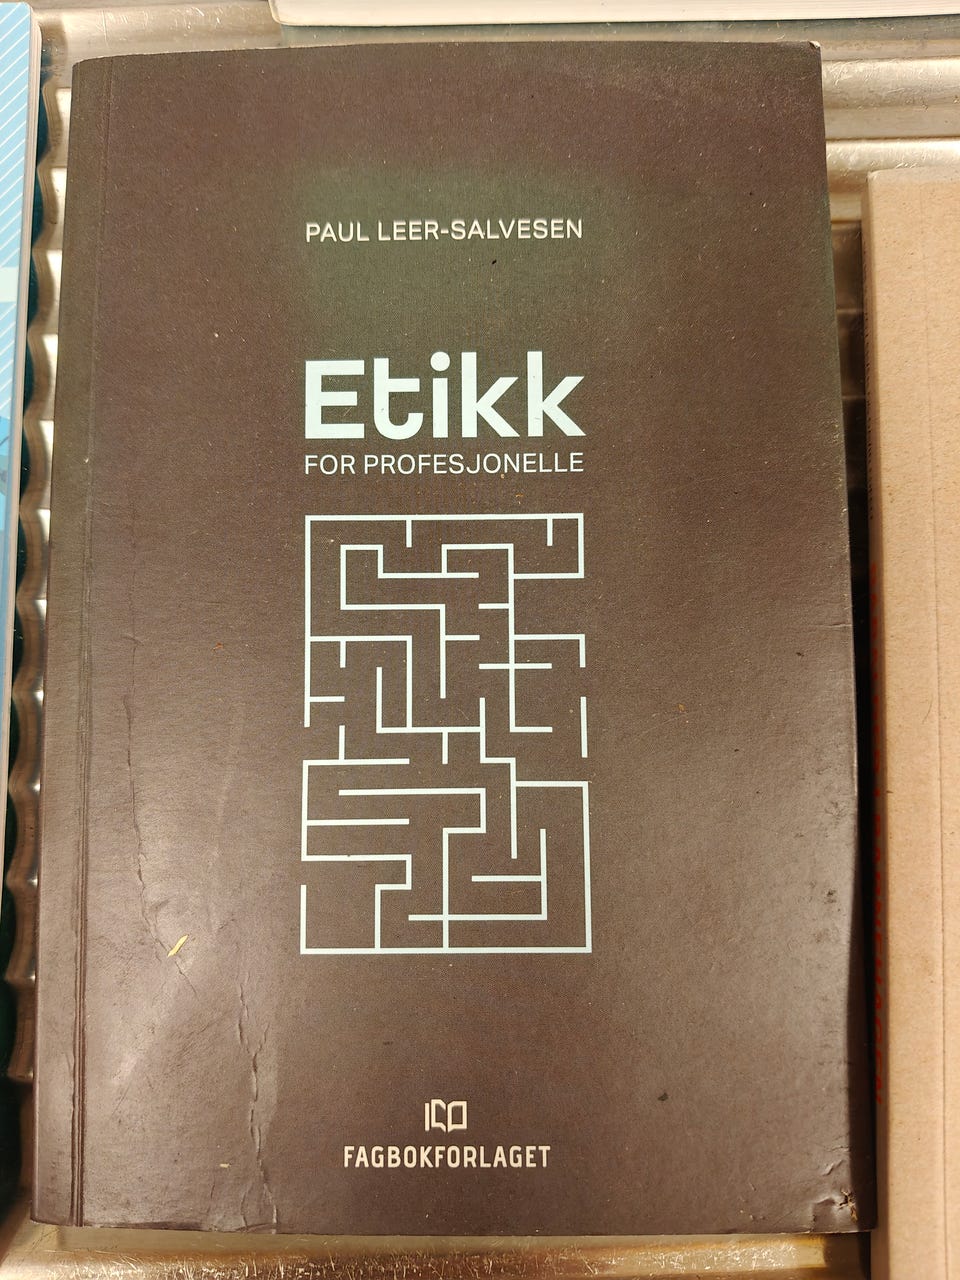 PAUL LEER-SALVESEN
Etikk
FOR PROFESJONELLE
FAGBOKFORLAGET